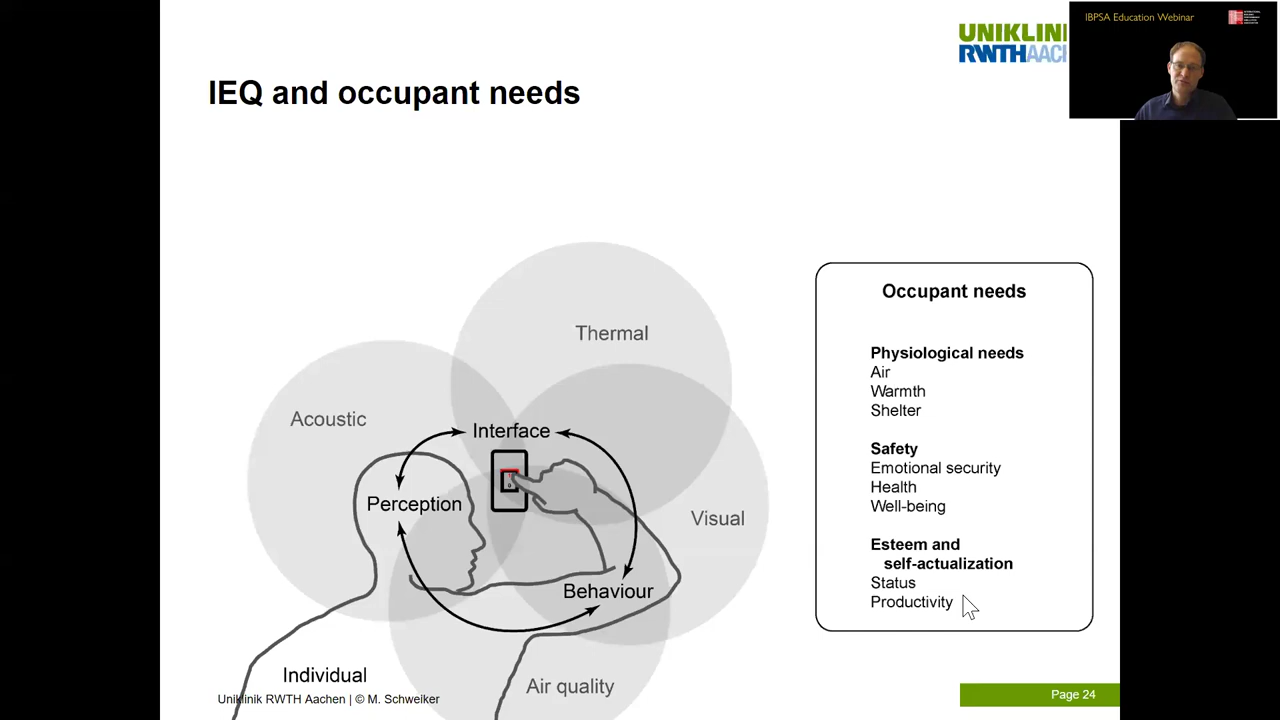 IBPSA Education Webinar
UNIKLINI
RWTHAACH
IEQ and occupant needs
Thermal
Acoustic
Interface
Perception
Visual
Behaviour
Individual
Air quality
Occupant needs
Physiological needs
Air
Warmth
Shelter
Safety
Emotional security
Health
Well-being
Esteem and
self-actualization
Status
Productivity
Uniklinik RWTH Aachen | © M. Schweiker
Page 24